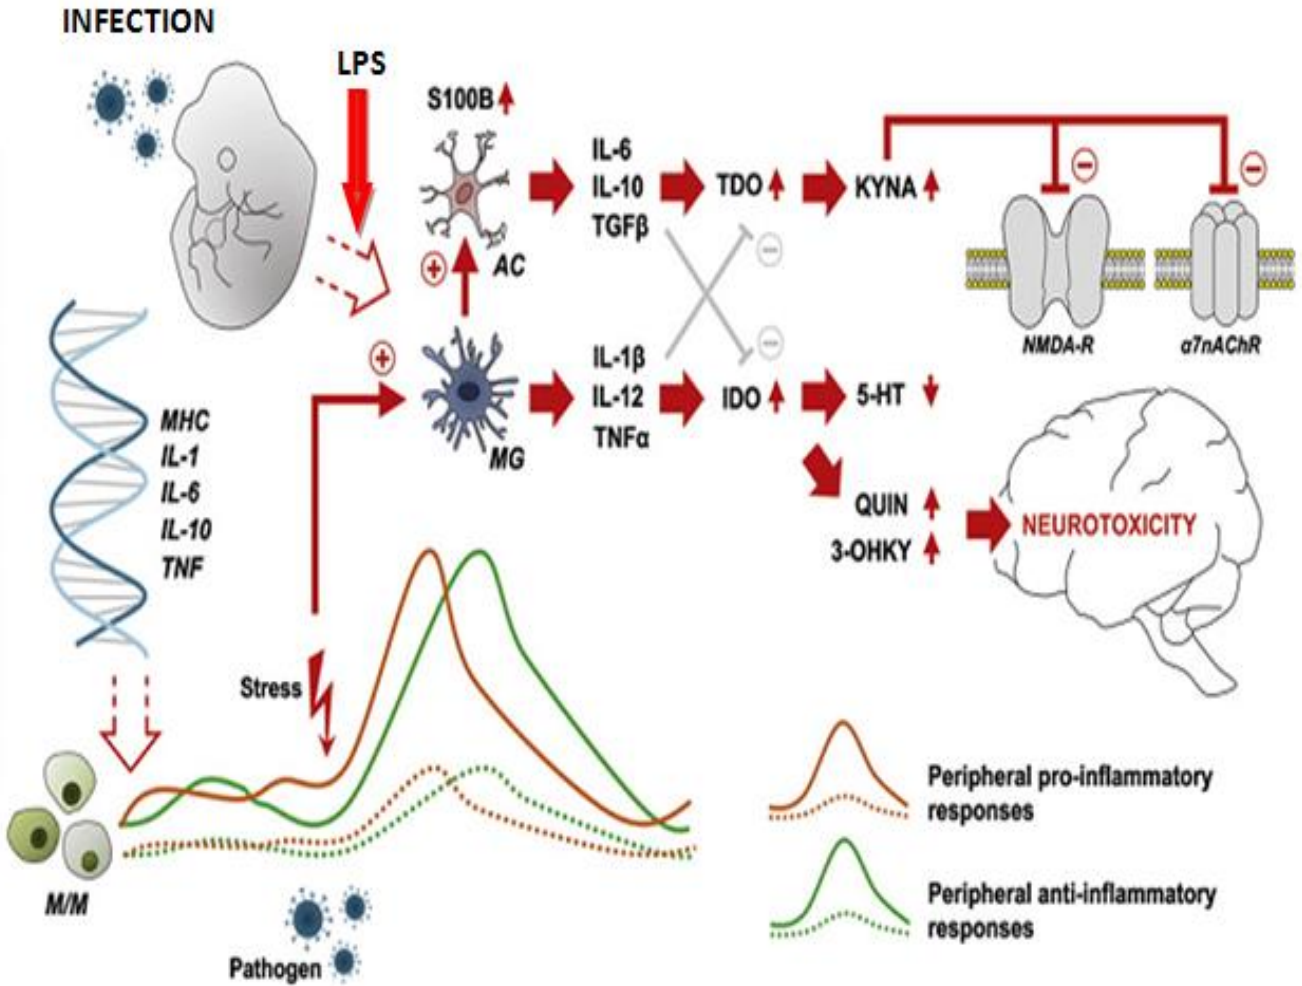 INFECTION
LPS
S100B
AC
IL-6
IL-10
TGFβ
TDO
KYNA
NMDA-R
α7nAChR
MG
IL-1β
IL-12
TNFα
IDO
5-HT
QUIN
3-OHKY
NEUROTOXICITY
MHC
IL-1
IL-6
IL-10
TNF
Stress
M/M
Pathogen
Peripheral pro-inflammatory
responses
Peripheral anti-inflammatory
responses